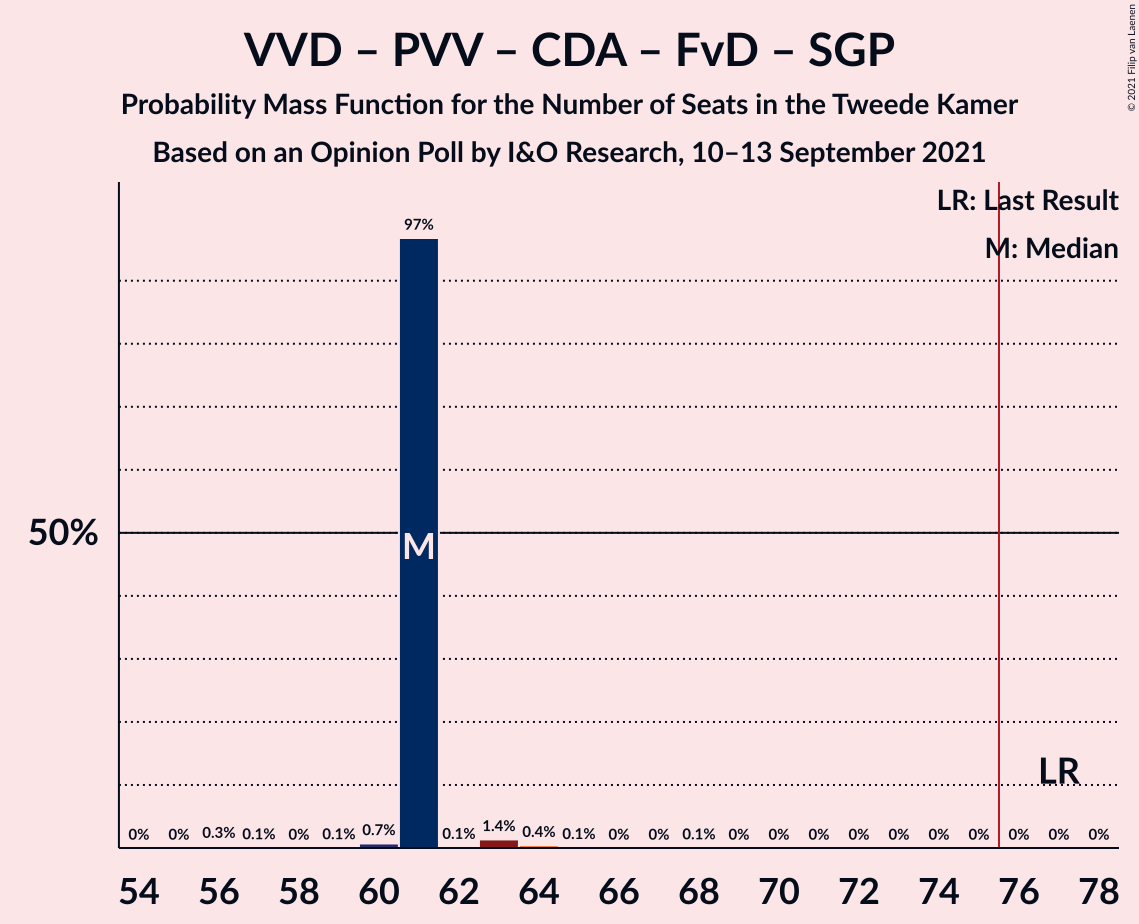 VVD – PVV – CDA – FvD – SGP
Probability Mass Function for the Number of Seats in the Tweede Kamer
Based on an Opinion Poll by I&O Research, 10–13 September 2021
© 2021 Filip van Laenen
LR: Last Result
M: Median
97%
50%
M
LR
0% 0% 0.3% 0.1% 0% 0.1% 0.7% 0.1% 1.4% 0.4% 0.1% 0% 0% 0.1% 0% 0% 0% 0% 0% 0% 0% 0% 0% 0%
54 56 58 60 62 64 66 68 70 72 74 76 78